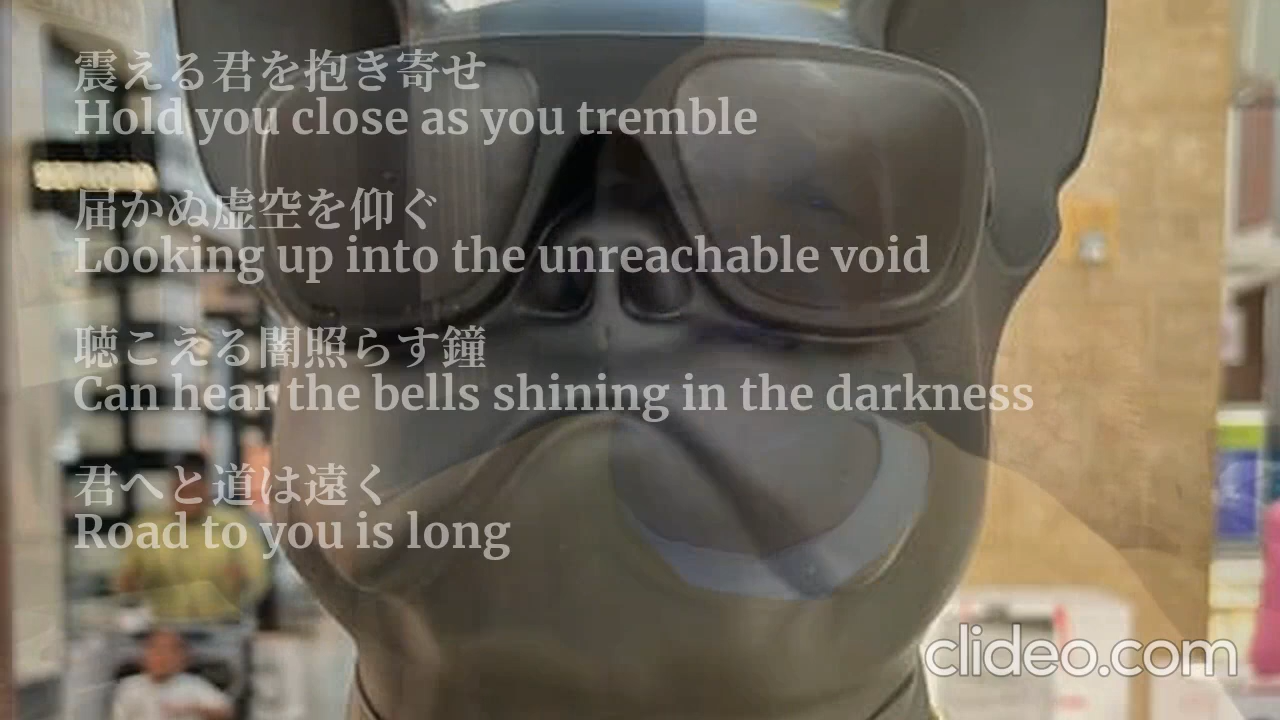 震える君を抱き寄せ
Hold you close as you tremble
届かぬ虚空を仰ぐ
Looking up into the unreachable void
聴こえる闇照らす鐘
Can hear the bells shining in the darkness
君へと道は遠く
Road to you is long
clideo.com